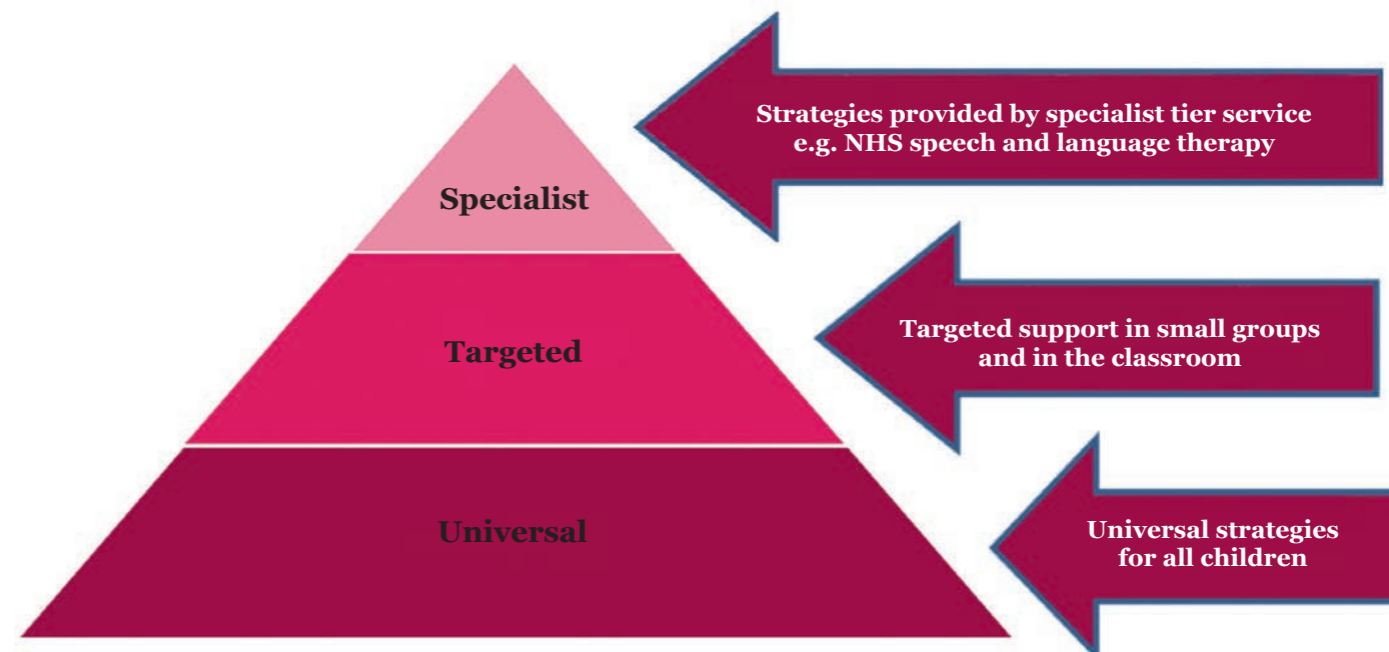 Strategies provided by specialist tier service
e.g. NHS speech and language therapy
Specialist
Targeted support in small groups
and in the classroom
Targeted
Universal strategies
for all children
Universal